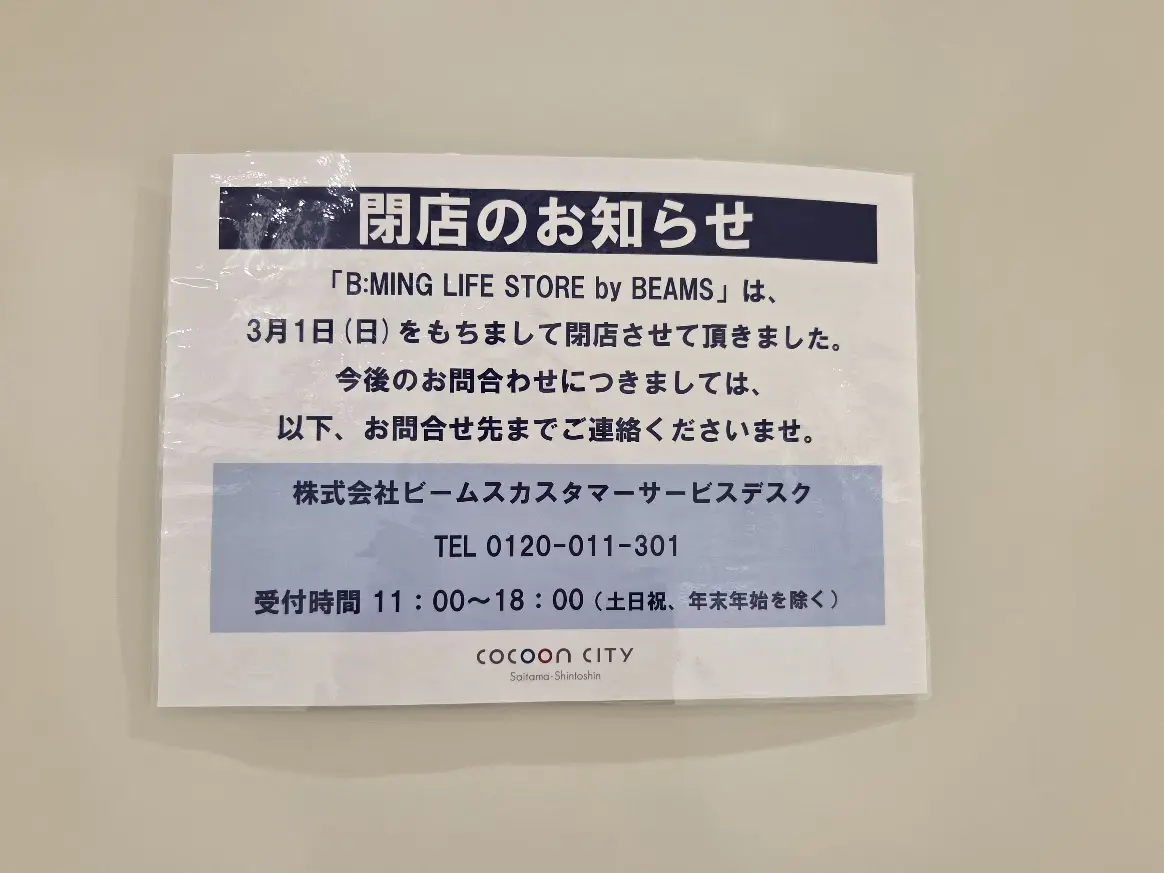 閉店のお知らせ
「B:MING LIFE STORE by BEAMS」は、
3月1日(日)をもちまして閉店させて頂きました。
今後のお問合わせにつきましては、
以下、お問合せ先までご連絡くださいませ。
株式会社ビームスカスタマーサービスデスク
TEL 0120-011-301
受付時間 11:00～18:00(土日祝、年末年始を除く)
COCOON CITY
Saitama-Shintoshin